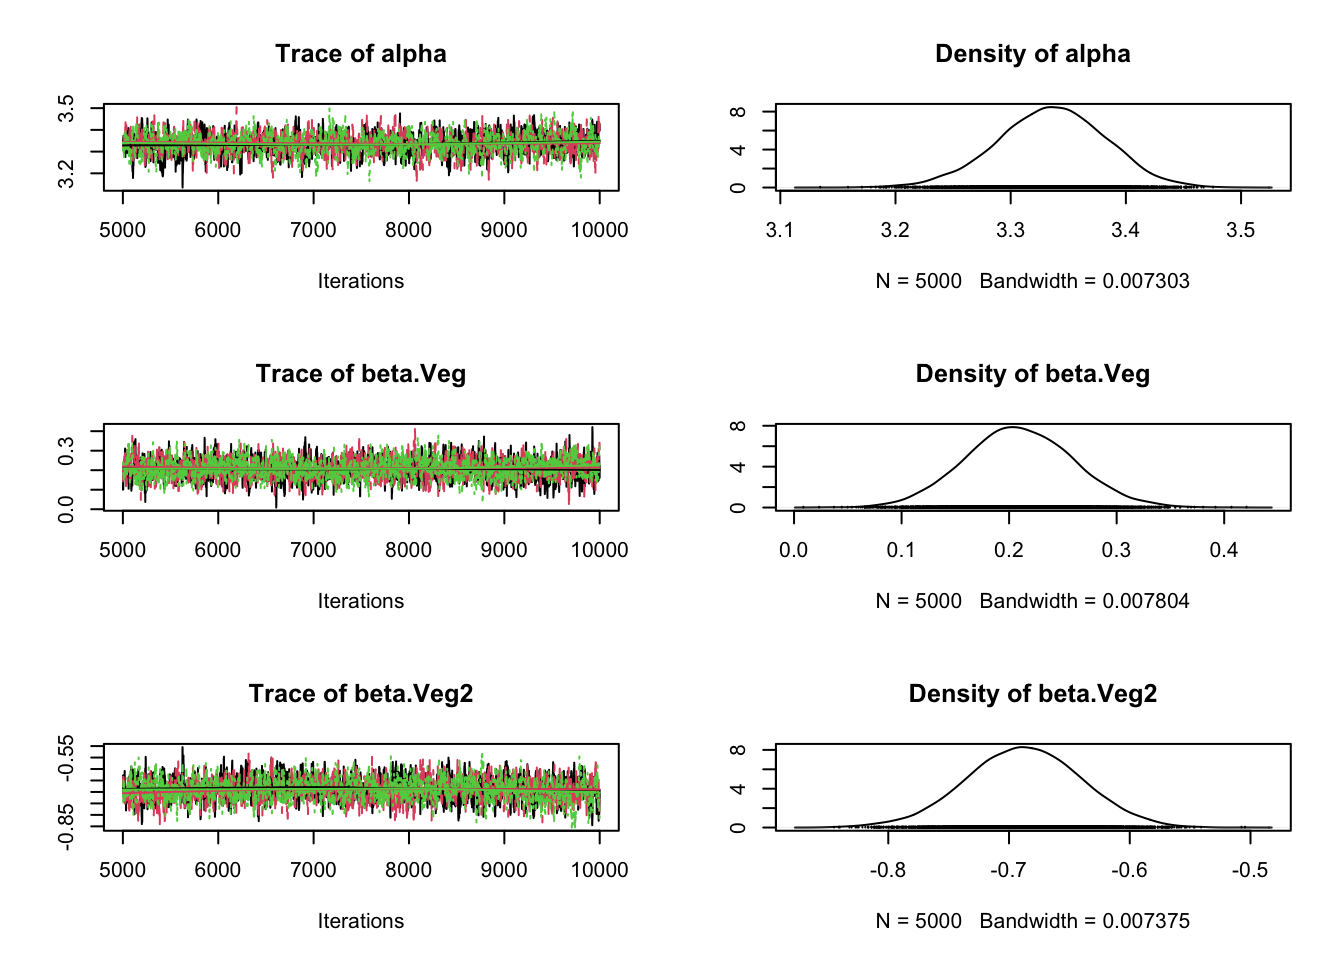 Trace of alpha
3.5
3.2
5000 6000 7000 8000 9000 10000
Iterations
Density of alpha
8
4
0
3.1 3.2 3.3 3.4 3.5
N = 5000 Bandwidth = 0.007303
Trace of beta.Veg
0.3
0.0
5000 6000 7000 8000 9000 10000
Iterations
Density of beta.Veg
8
4
0
0.0 0.1 0.2 0.3 0.4
N = 5000 Bandwidth = 0.007804
Trace of beta.Veg2
-0.55
-0.85
5000 6000 7000 8000 9000 10000
Iterations
Density of beta.Veg2
8
4
0
-0.8 -0.7 -0.6 -0.5
N = 5000 Bandwidth = 0.007375